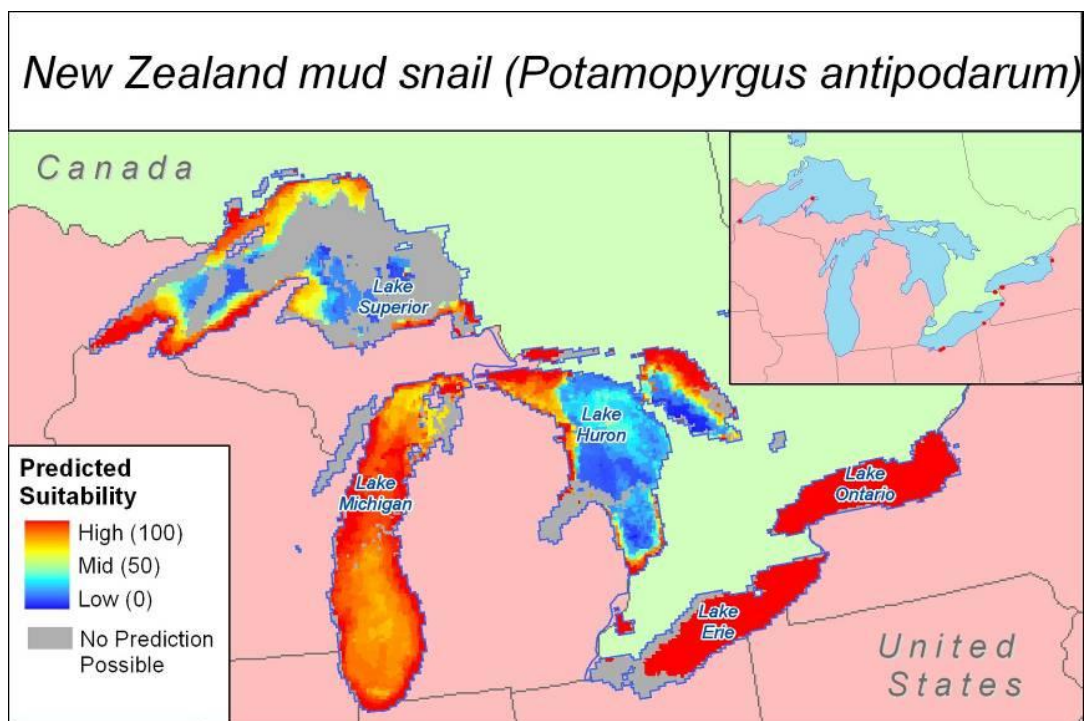 New Zealand mud snail (Potamopyrgus antipodarum)
Canada
Lake
Superior
Lake
Huron
Lake
Michigan
Lake
Ontario
Lake
Erie
United
States
Predicted
Suitability
High (100)
Mid (50)
Low (0)
No Prediction
Possible